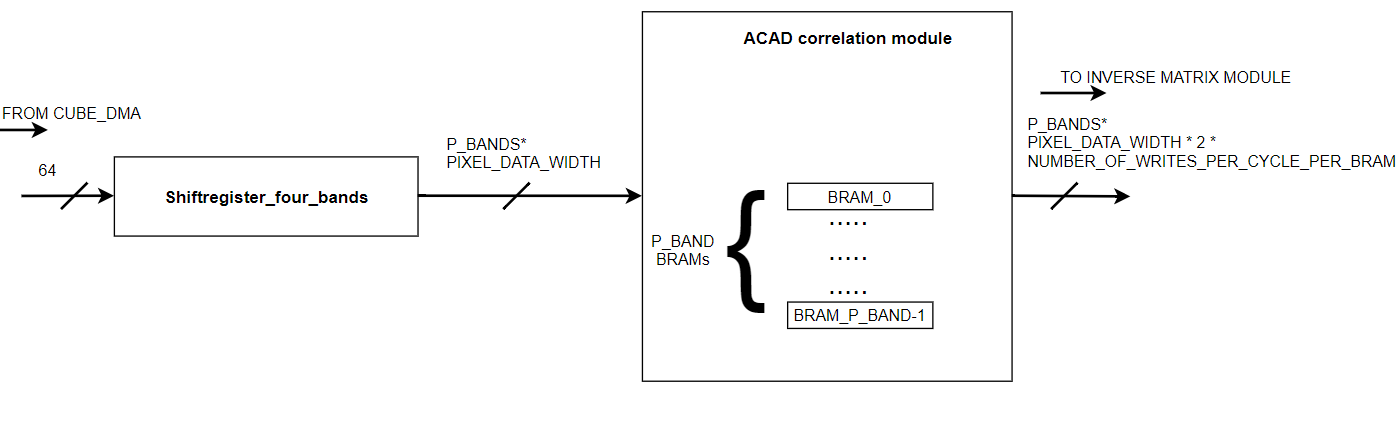 ACAD correlation module
TO INVERSE MATRIX MODULE
FROM CUBE_DMA
P_BANDS*
PIXEL_DATA_WIDTH * 2 *
NUMBER_OF_WRITES_PER_CYCLE_PER_BRAM
P_BANDS*
PIXEL_DATA_WIDTH
64
Shiftregister_four_bands
BRAM_0
.....
P_BAND
BRAMs
{
.....
.....
BRAM_P_BAND-1